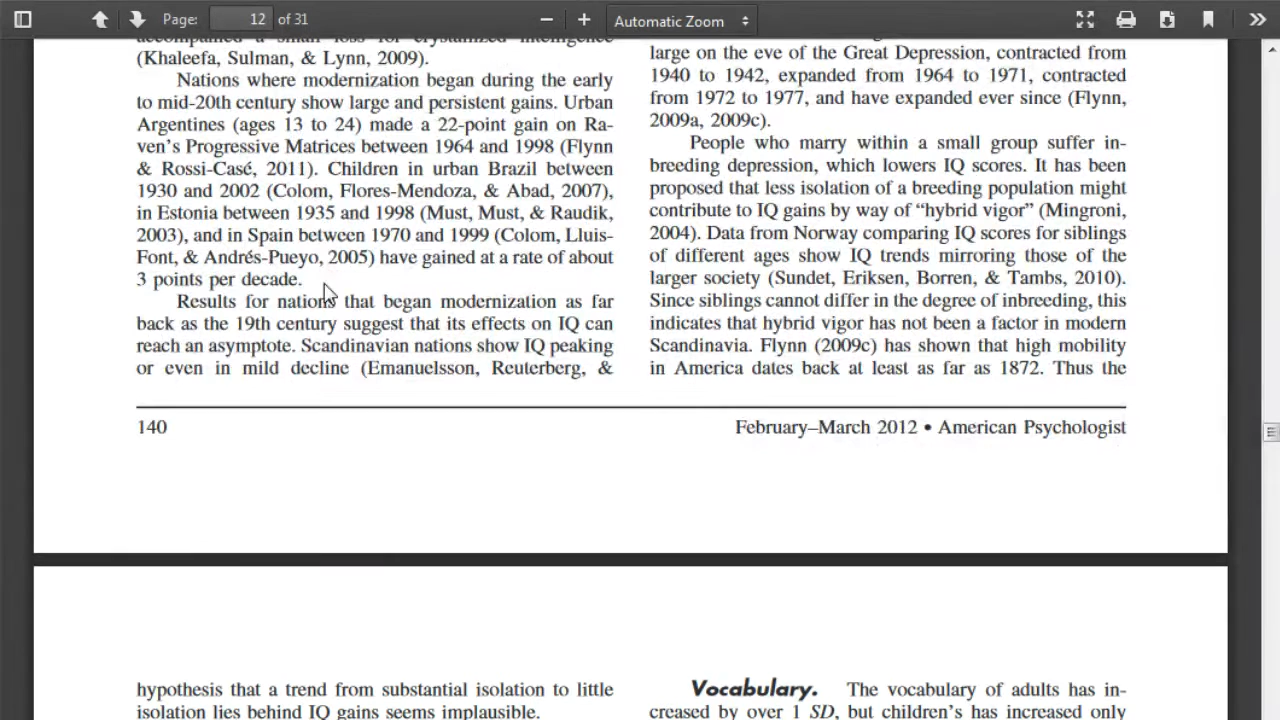 Page: 12 of 31
Automatic Zoom
accompanied a small loss for crystallized intelligence
(Khaleefa, Sulman, & Lynn, 2009).
Nations where modernization began during the early
to mid-20th century show large and persistent gains. Urban
Argentines (ages 13 to 24) made a 22-point gain on Ra-
ven's Progressive Matrices between 1964 and 1998 (Flynn
& Rossi-Casé, 2011). Children in urban Brazil between
1930 and 2002 (Colom, Flores-Mendoza, & Abad, 2007),
in Estonia between 1935 and 1998 (Must, Must, & Raudik,
2003), and in Spain between 1970 and 1999 (Colom, Lluis-
Font, & Andrés-Pueyo, 2005) have gained at a rate of about
3 points per decade.
Results for nations that began modernization as far
back as the 19th century suggest that its effects on IQ can
reach an asymptote. Scandinavian nations show IQ peaking
or even in mild decline (Emanuelsson, Reuterberg, &
large on the eve of the Great Depression, contracted from
1940 to 1942, expanded from 1964 to 1971, contracted
from 1972 to 1977, and have expanded ever since (Flynn,
2009a, 2009c).
People who marry within a small group suffer in-
breeding depression, which lowers IQ scores. It has been
proposed that less isolation of a breeding population might
contribute to IQ gains by way of "hybrid vigor" (Mingroni,
2004). Data from Norway comparing IQ scores for siblings
of different ages show IQ trends mirroring those of the
larger society (Sundet, Eriksen, Borren, & Tambs, 2010).
Since siblings cannot differ in the degree of inbreeding, this
indicates that hybrid vigor has not been a factor in modern
Scandinavia. Flynn (2009c) has shown that high mobility
in America dates back at least as far as 1872. Thus the
140
February–March 2012 • American Psychologist
hypothesis that a trend from substantial isolation to little
isolation lies behind IQ gains seems implausible.
Vocabulary. The vocabulary of adults has in-
creased by over 1 SD, but children's has increased only